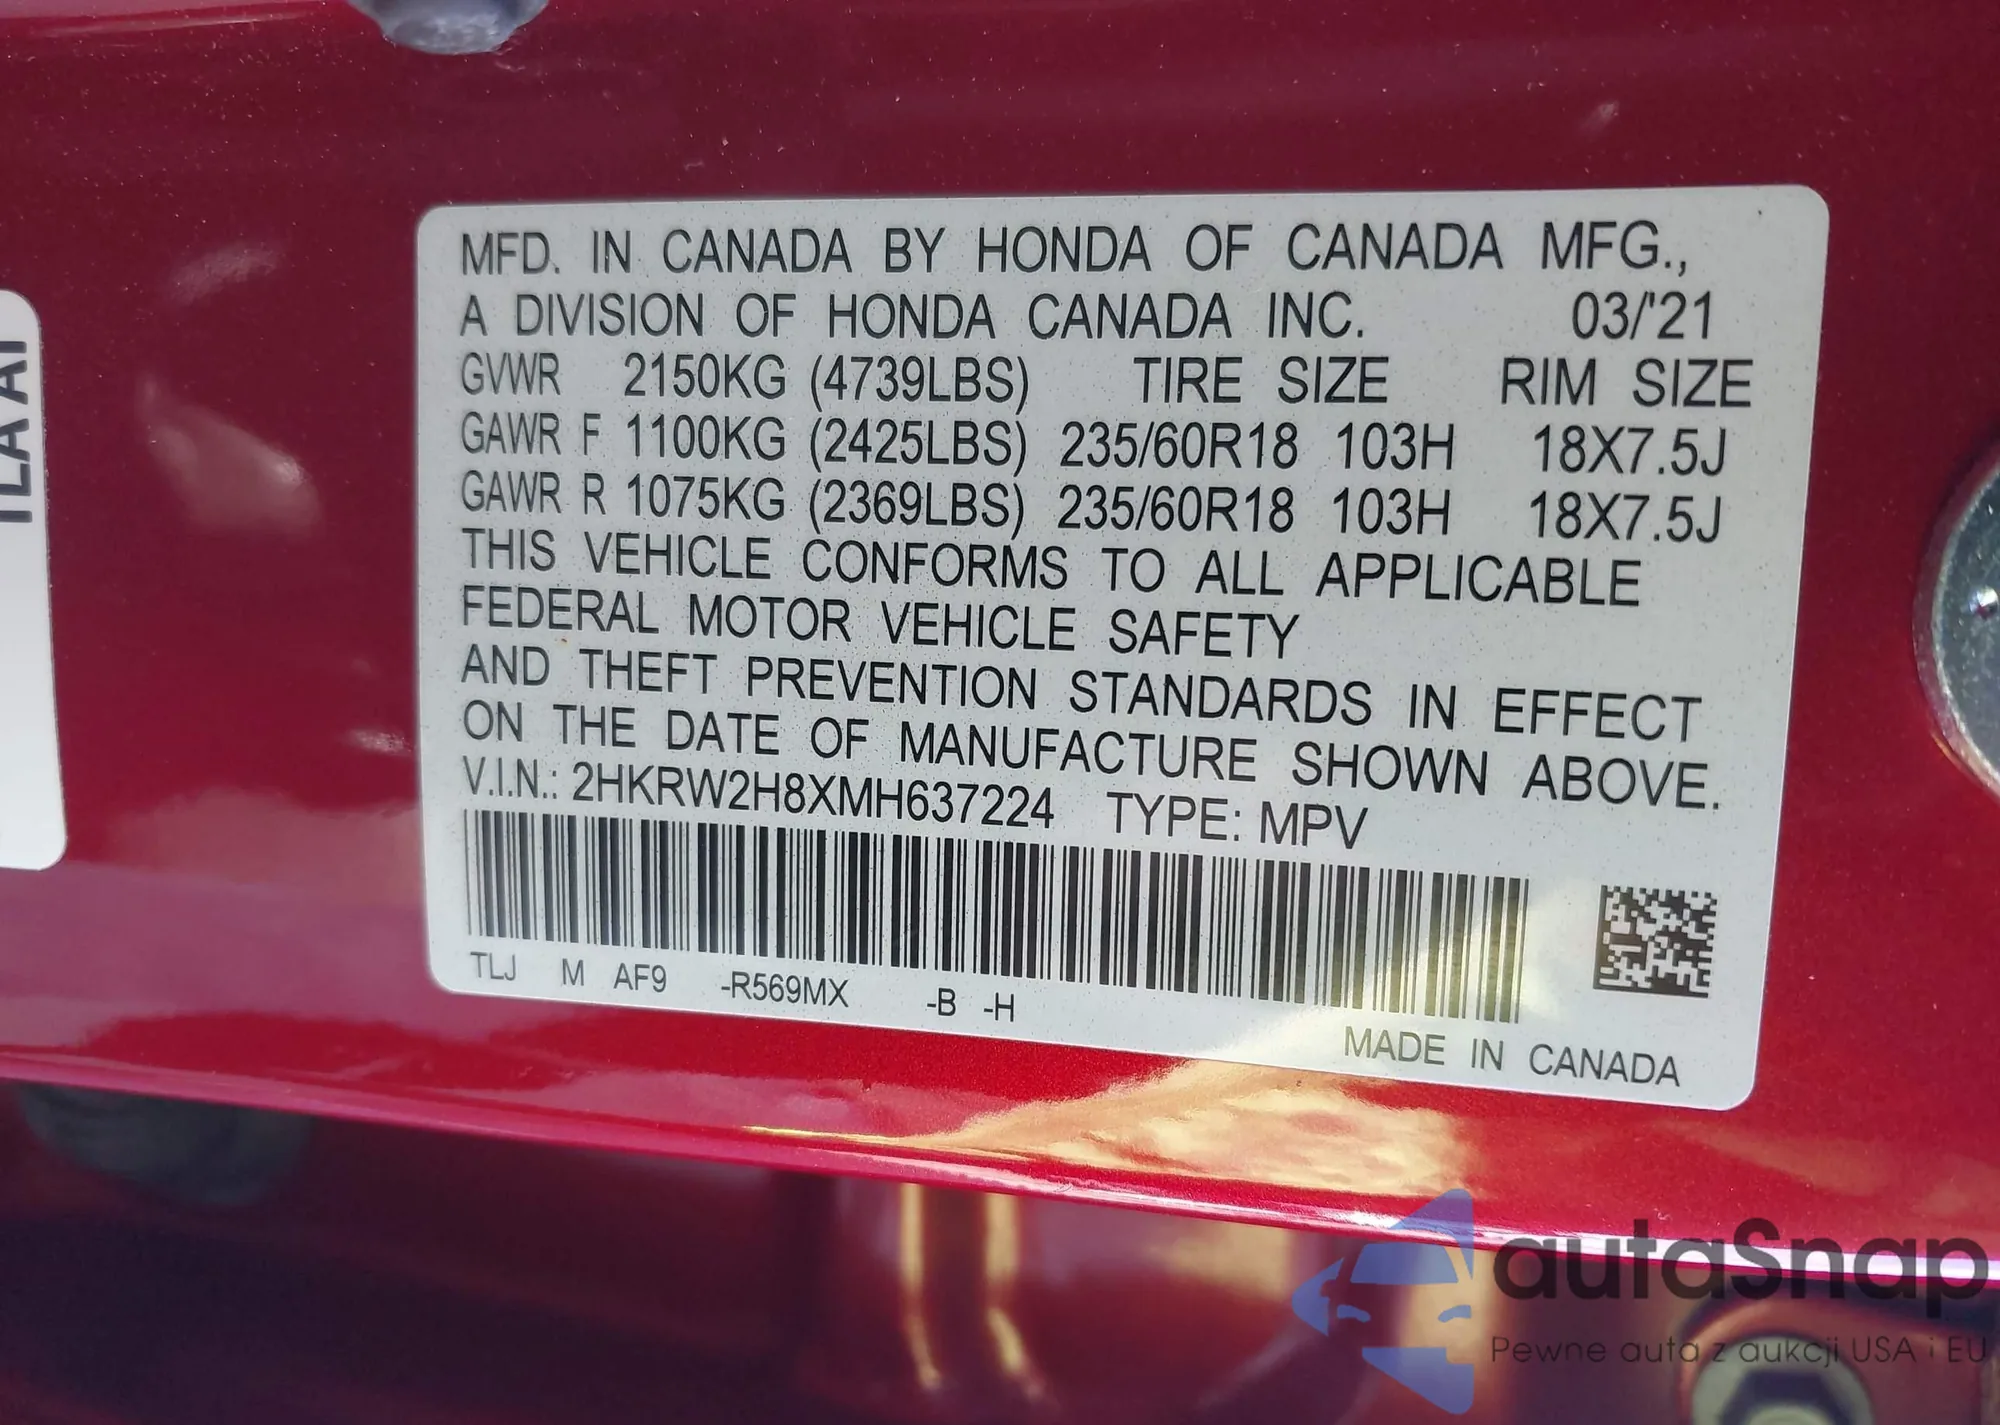 MFD. IN CANADA BY HONDA OF CANADA MFG.,
A DIVISION OF HONDA CANADA INC. 03/'21
GVWR 2150KG (4739LBS) TIRE SIZE RIM SIZE
GAWR F 1100KG (2425LBS) 235/60R18 103H 18X7.5J
GAWR R 1075KG (2369LBS) 235/60R18 103H 18X7.5J
THIS VEHICLE CONFORMS TO ALL APPLICABLE
FEDERAL MOTOR VEHICLE SAFETY
AND THEFT PREVENTION STANDARDS IN EFFECT
ON THE DATE OF MANUFACTURE SHOWN ABOVE.
V.I.N.: 2HKRW2H8XMH637224 TYPE: MPV
TLJ M AF9 -R569MX -B -H
MADE IN CANADA
autaSnap
Pewne auta z aukcji USA i EU